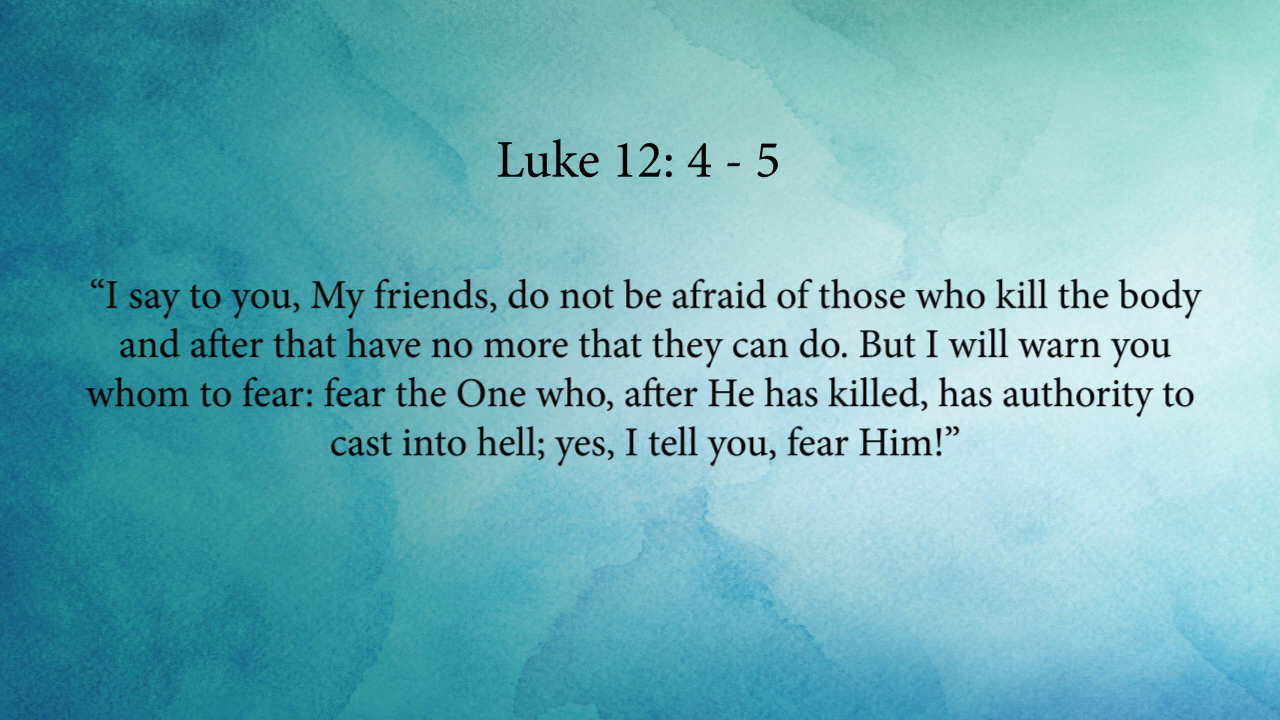 Luke 12: 4 - 5
“I say to you, My friends, do not be afraid of those who kill the body
and after that have no more that they can do. But I will warn you
whom to fear: fear the One who, after He has killed, has authority to
cast into hell; yes, I tell you, fear Him!”